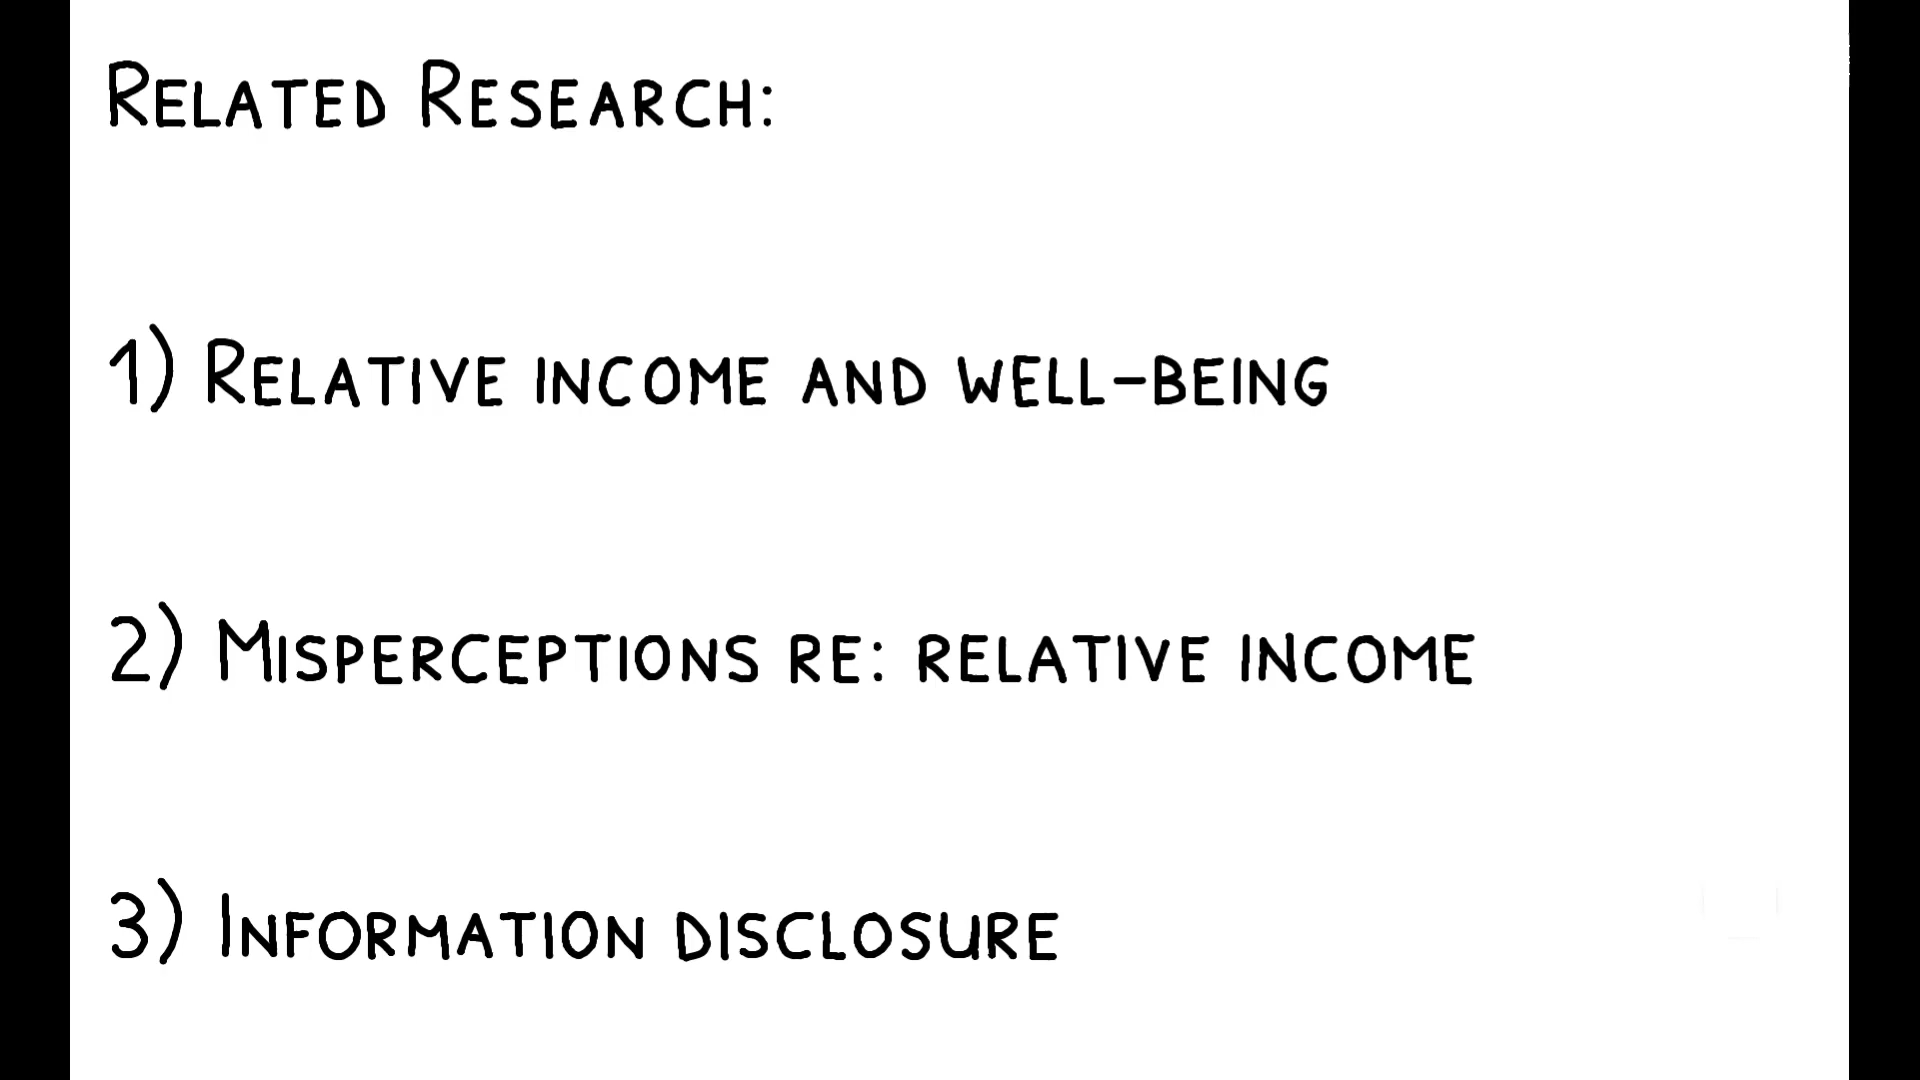 Related Research:
1) Relative income and well-being
2) Misperceptions re: relative income
3) Information disclosure